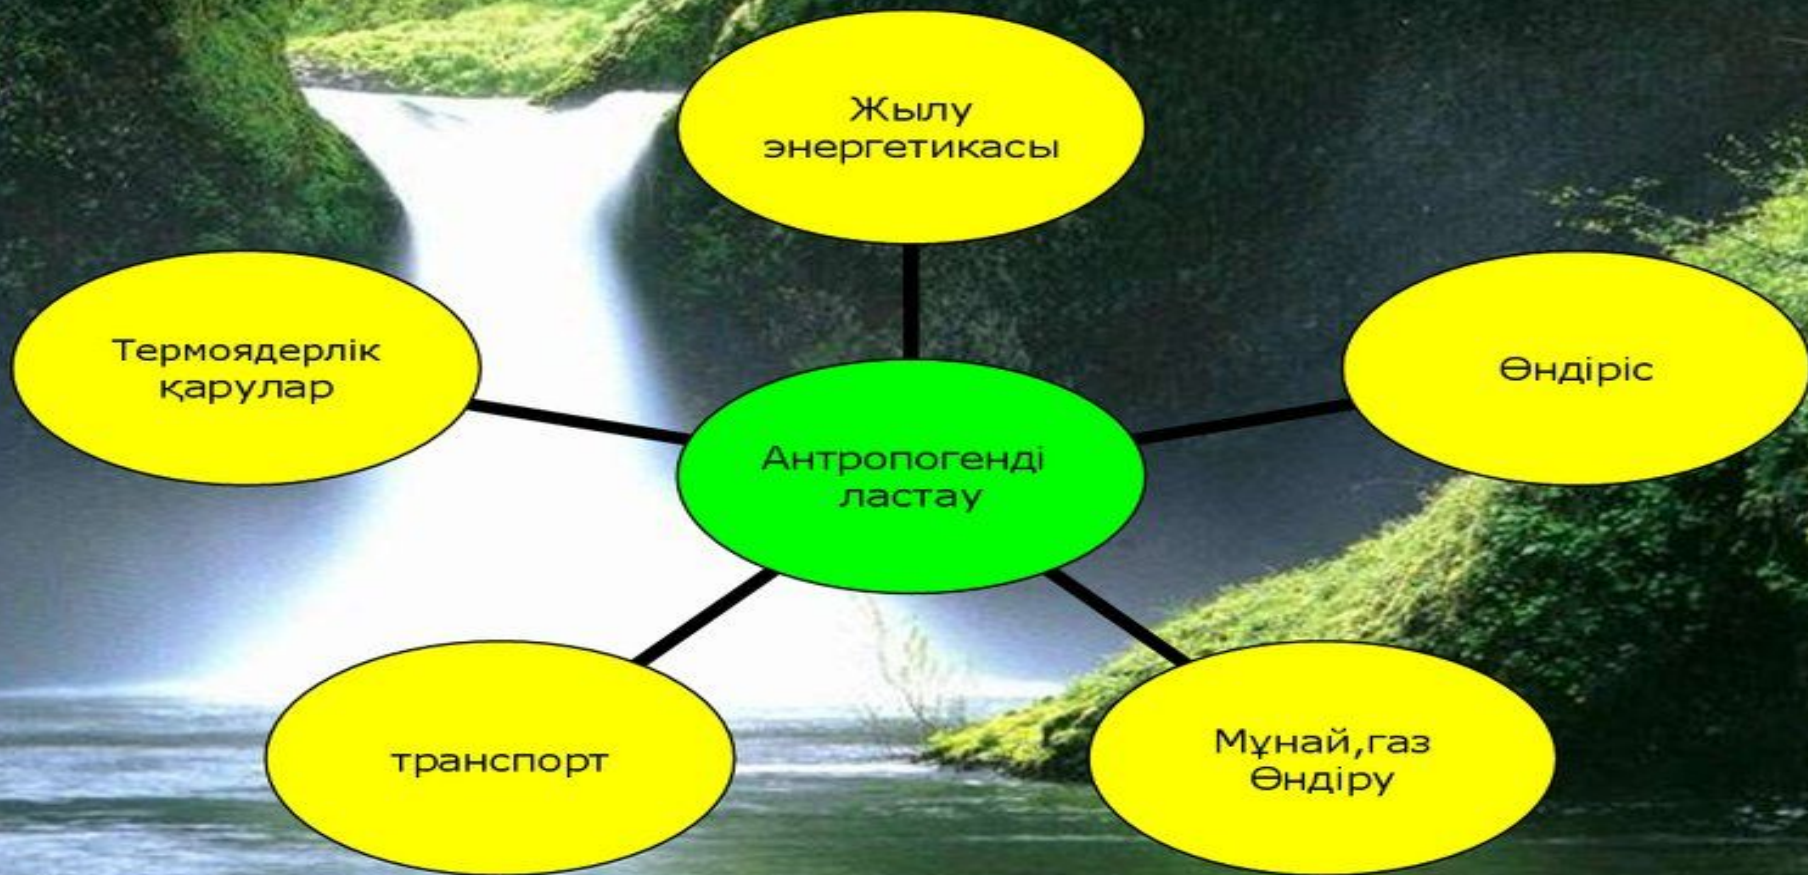 Жылу
энергетикасы
Термоядерлік
қарулар
Өндіріс
Антропогенді
ластау
транспорт
Мұнай,газ
Өндіру